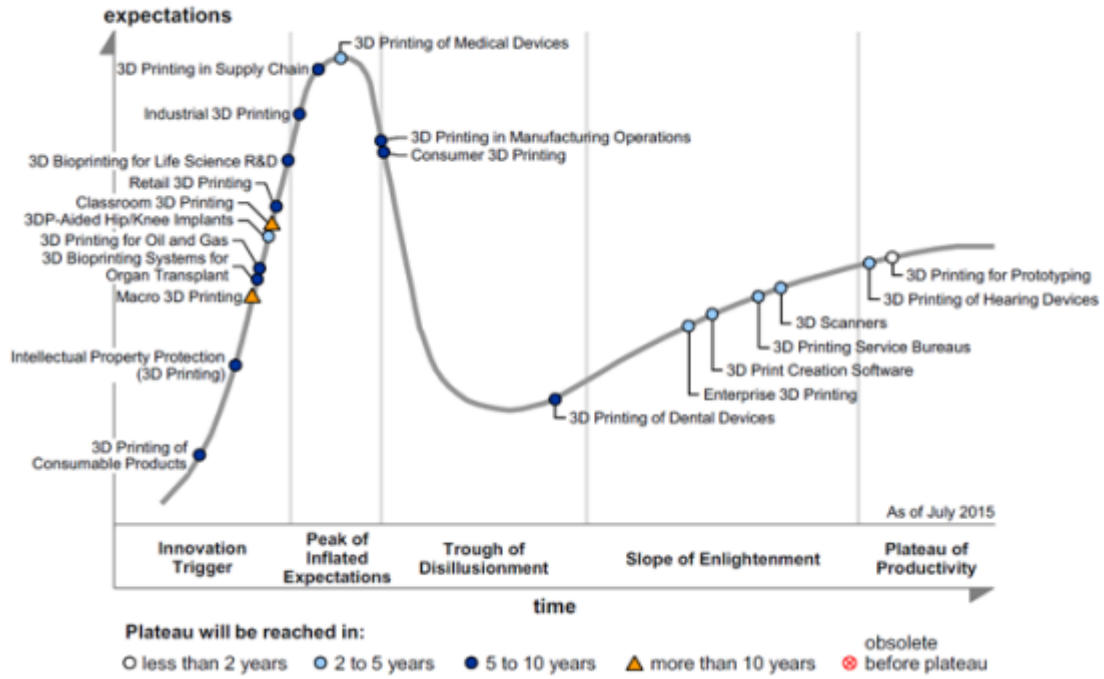 expectations
3D Printing of Medical Devices
3D Printing in Supply Chain
Industrial 3D Printing
3D Printing in Manufacturing Operations
Consumer 3D Printing
3D Bioprinting for Life Science R&D
Retail 3D Printing
Classroom 3D Printing
3DP-Aided Hip/Knee Implants
3D Printing for Oil and Gas
3D Bioprinting Systems for
Organ Transplant
Macro 3D Printing
Intellectual Property Protection
(3D Printing)
3D Printing of
Consumable Products
3D Printing for Prototyping
3D Printing of Hearing Devices
3D Scanners
3D Printing Service Bureaus
3D Print Creation Software
Enterprise 3D Printing
3D Printing of Dental Devices
As of July 2015
Innovation
Trigger
Peak of
Inflated
Expectations
Trough of
Disillusionment
Slope of Enlightenment
Plateau of
Productivity
time
Plateau will be reached in:
less than 2 years
2 to 5 years
5 to 10 years
more than 10 years
obsolete
before plateau